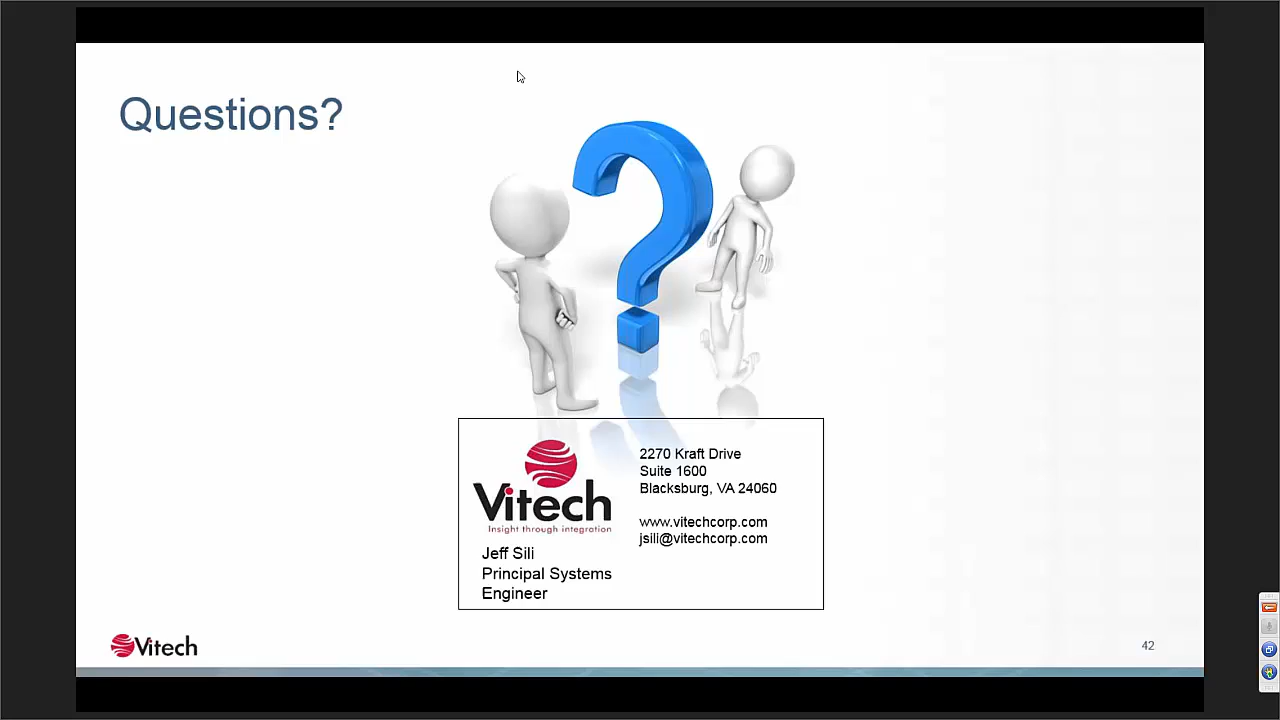 Questions?
Vitech
Insight through integration
Jeff Sili
Principal Systems
Engineer
2270 Kraft Drive
Suite 1600
Blacksburg, VA 24060
www.vitechcorp.com
jsili@vitechcorp.com
Vitech
42